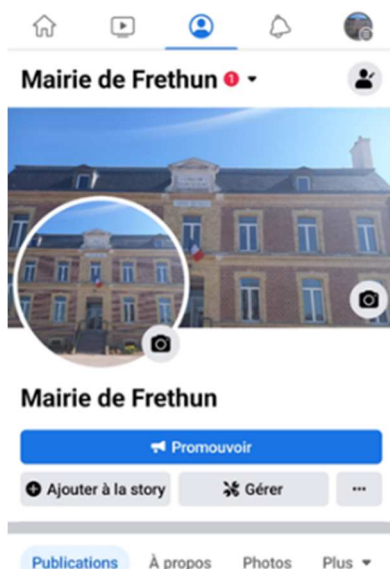 Mairie de Frethun 1
Mairie de Frethun
Promouvoir
Ajouter à la story
Gérer
Publications
À propos
Photos
Plus